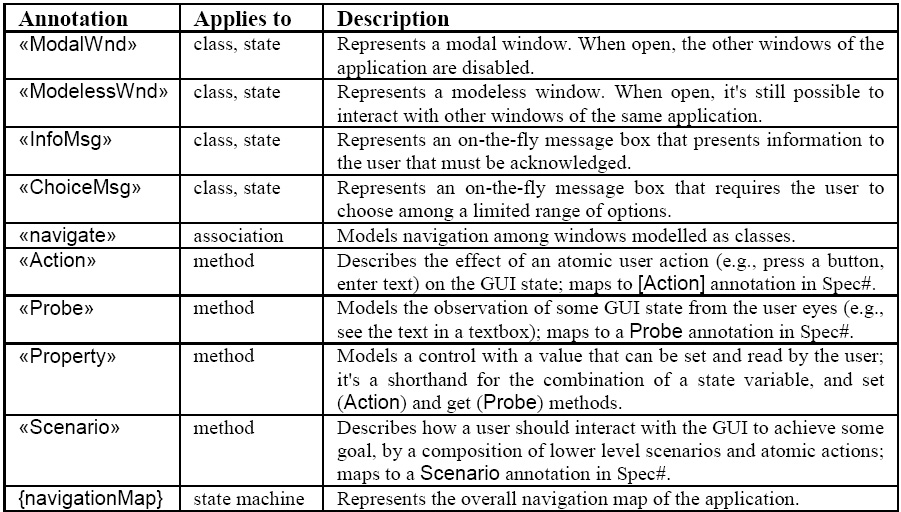 Annotation Applies to Description
«ModalWnd» class, state Represents a modal window. When open, the other windows of the
application are disabled.
«ModelessWnd» class, state Represents a modeless window. When open, it's still possible to
interact with other windows of the same application.
«InfoMsg» class, state Represents an on-the-fly message box that presents information to
the user that must be acknowledged.
«ChoiceMsg» class, state Represents an on-the-fly message box that requires the user to
choose among a limited range of options.
«navigate» association Models navigation among windows modelled as classes.
«Action» method Describes the effect of an atomic user action (e.g., press a button,
enter text) on the GUI state; maps to [Action] annotation in Spec#.
«Probe» method Models the observation of some GUI state from the user eyes (e.g.,
see the text in a textbox); maps to a Probe annotation in Spec#.
«Property» method Models a control with a value that can be set and read by the user;
it's a shorthand for the combination of a state variable, and set
(Action) and get (Probe) methods.
«Scenario» method Describes how a user should interact with the GUI to achieve some
goal, by a composition of lower level scenarios and atomic actions;
maps to a Scenario annotation in Spec#.
{navigationMap} state machine Represents the overall navigation map of the application.